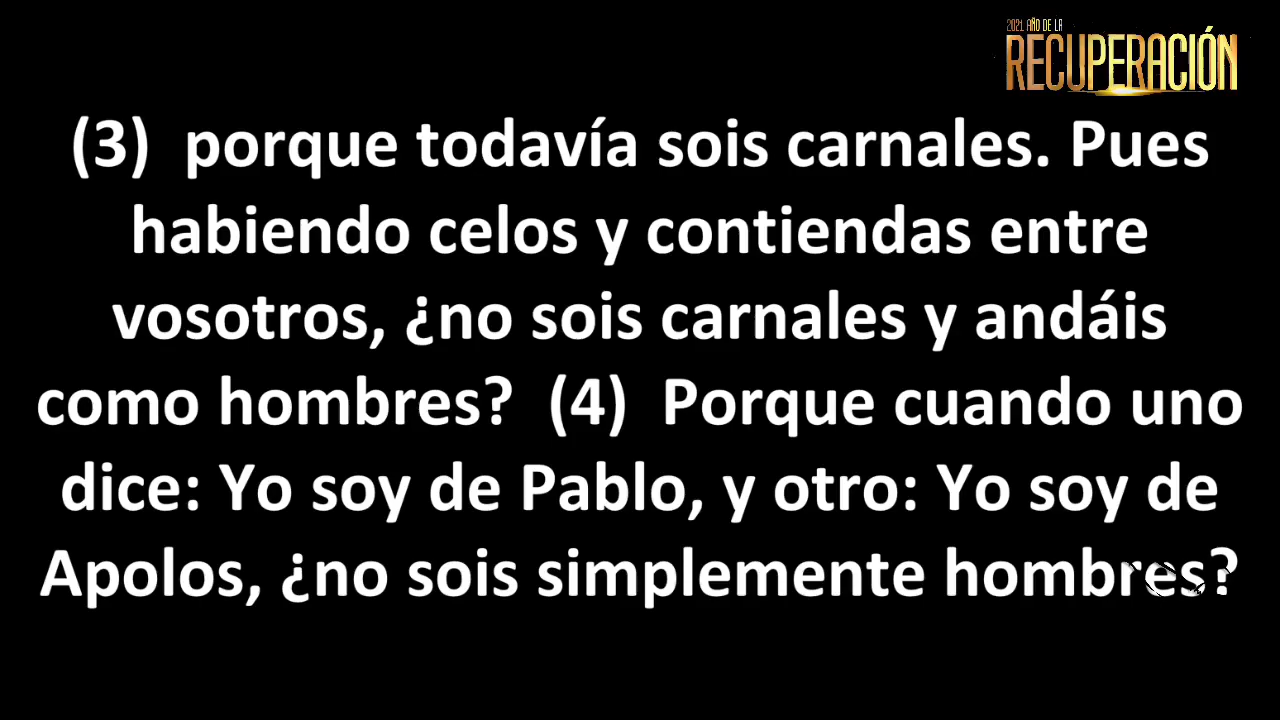 2021 AÑO DE LA
RECUPERACIÓN
(3) porque todavía sois carnales. Pues
habiendo celos y contiendas entre
vosotros, ¿no sois carnales y andáis
como hombres? (4) Porque cuando uno
dice: Yo soy de Pablo, y otro: Yo soy de
Apolos, ¿no sois simplemente hombres?